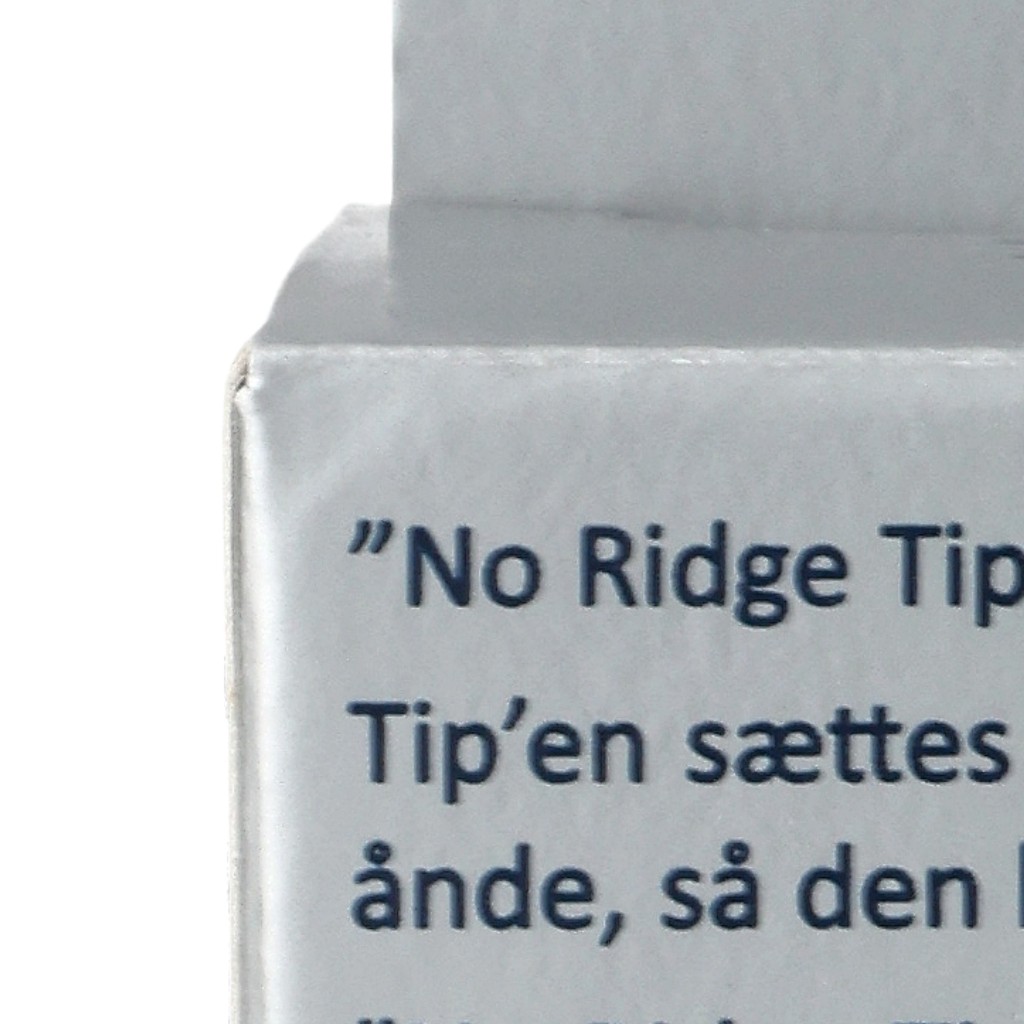 ”No Ridge Tip
Tip’en sættes
ånde, så den